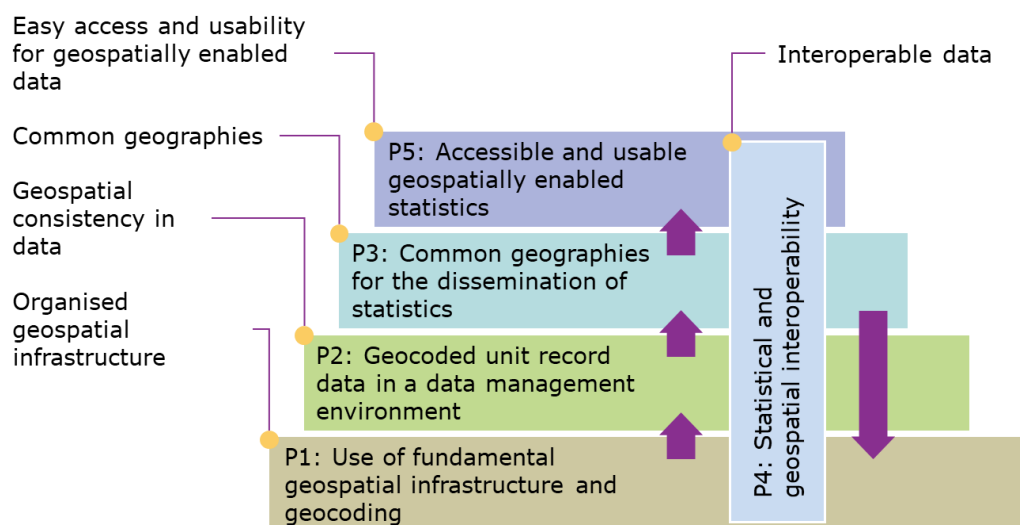 Easy access and usability
for geospatially enabled
data
Interoperable data
Common geographies
Geospatial
consistency in
data
Organised
geospatial
infrastructure
P5: Accessible and usable
geospatially enabled
statistics
P3: Common geographies
for the dissemination of
statistics
P2: Geocoded unit record
data in a data management
environment
P1: Use of fundamental
geospatial infrastructure and
geocoding
P4: Statistical and
geospatial interoperability